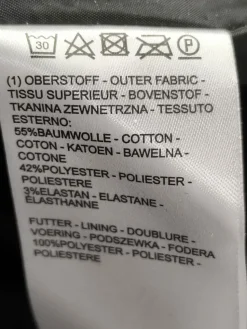 30 P
(1) OBERSTOFF - OUTER FABRIC -
TISSU SUPERIEUR - BOVENSTOF -
TKANINA ZEWNETRZNA - TESSUTO
ESTERNO:
55%BAUMWOLLE - COTTON -
COTON - KATOEN - BAWELNA -
COTONE
42%POLYESTER - POLIESTER -
POLIESTERE
3%ELASTAN - ELASTANE -
ÉLASTHANNE
FUTTER - LINING - DOUBLURE -
VOERING - PODSZEWKA - FODERA
100%POLYESTER - POLIESTER -
POLIESTERE